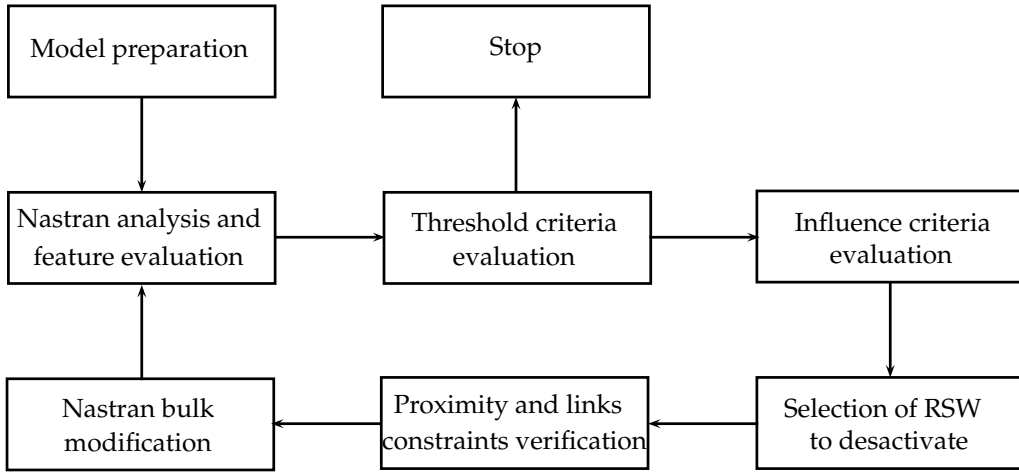 Model preparation
Stop
Nastran analysis and
feature evaluation
Threshold criteria
evaluation
Influence criteria
evaluation
Nastran bulk
modification
Proximity and links
constraints verification
Selection of RSW
to desactivate